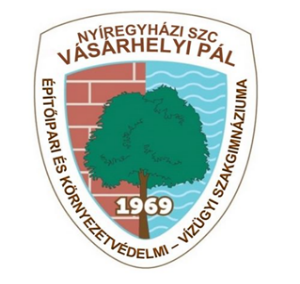 NYÍREGYHÁZI SZC
VÁSÁRHELYI PÁL
ÉPÍTŐIPARI ÉS KÖRNYEZETVÉDELMI – VÍZÜGYI SZAKGIMNÁZIUMA
1969